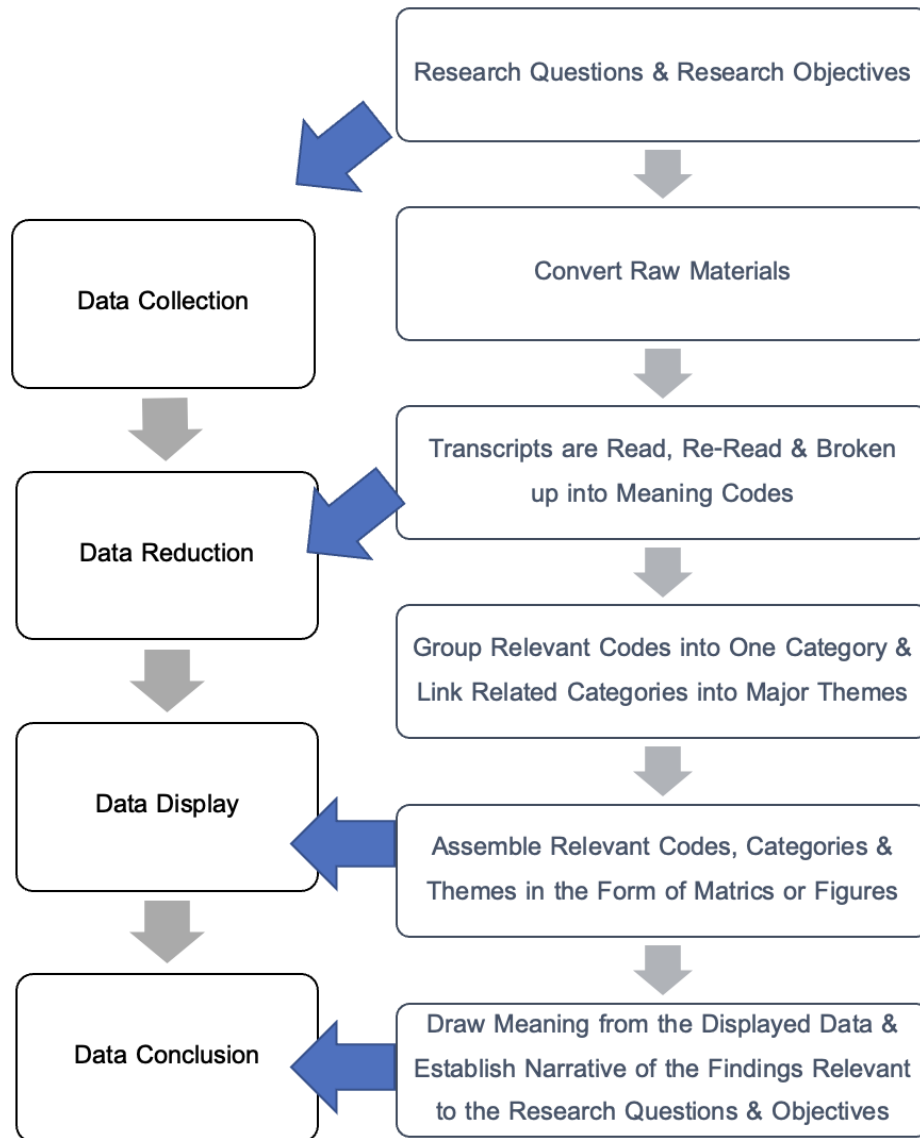 Research Questions & Research Objectives
Convert Raw Materials
Data Collection
Transcripts are Read, Re-Read & Broken
up into Meaning Codes
Data Reduction
Group Relevant Codes into One Category &
Link Related Categories into Major Themes
Data Display
Assemble Relevant Codes, Categories &
Themes in the Form of Matrics or Figures
Data Conclusion
Draw Meaning from the Displayed Data &
Establish Narrative of the Findings Relevant
to the Research Questions & Objectives